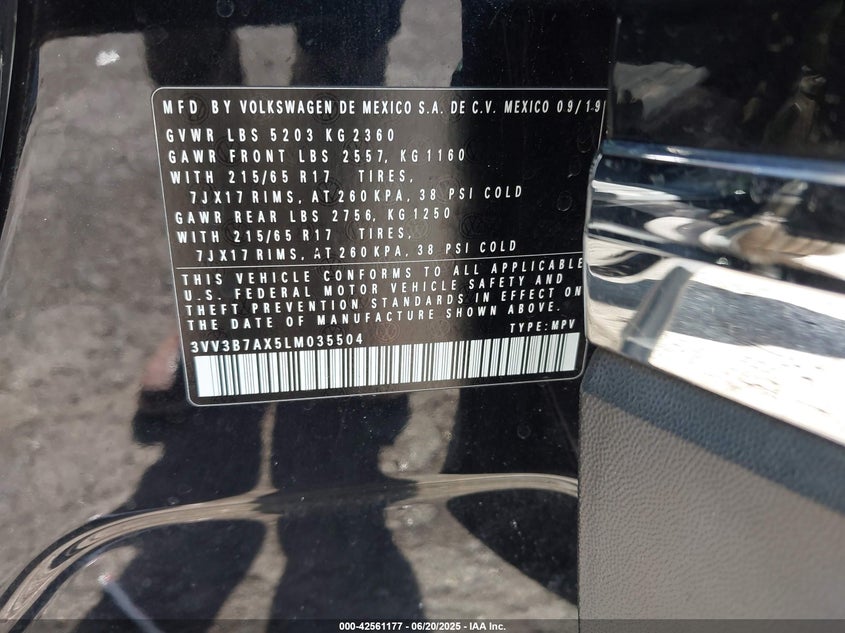 MFD BY VOLKSWAGEN DE MEXICO S.A. DE C.V. MEXICO 09/19
GVWR LBS 5203 KG 2360
GAWR FRONT LBS 2557, KG 1160
WITH 215/65 R17 TIRES,
7JX17 RIMS, AT 260 KPA, 38 PSI COLD
GAWR REAR LBS 2756, KG 1250
WITH 215/65 R17 TIRES,
7JX17 RIMS, AT 260 KPA, 38 PSI COLD
THIS VEHICLE CONFORMS TO ALL APPLICABLE
U.S. FEDERAL MOTOR VEHICLE SAFETY AND
THEFT PREVENTION STANDARDS IN EFFECT ON
THE DATE OF MANUFACTURE SHOWN ABOVE.
TYPE: MPV
3VV3B7AX5LM035504
000-42561177 - 06/20/2025 - IAA Inc.